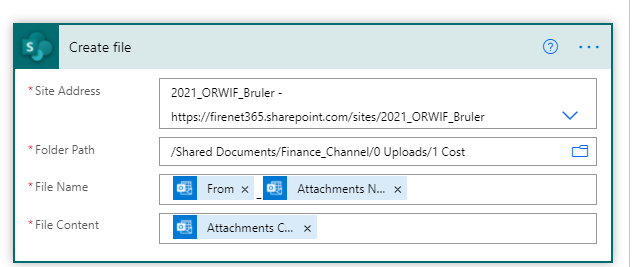 Create file
* Site Address
2021_ORWIF_Bruler -
https://firenet365.sharepoint.com/sites/2021_ORWIF_Bruler
* Folder Path
/Shared Documents/Finance_Channel/0 Uploads/1 Cost
* File Name
From × _ Attachments N... ×
* File Content
Attachments C... ×